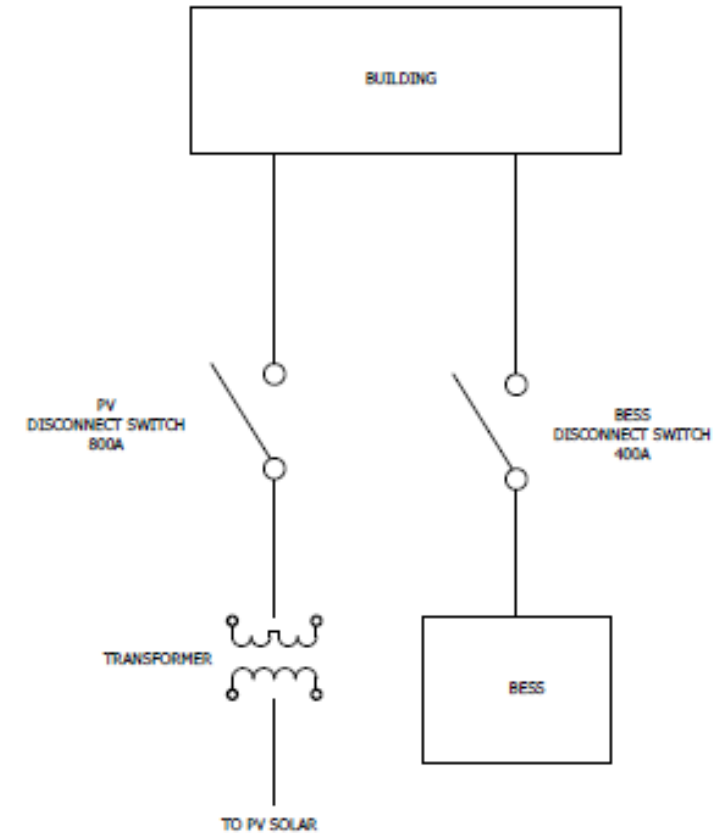 BUILDING
PV
DISCONNECT SWITCH
800A
BESS
DISCONNECT SWITCH
400A
TRANSFORMER
BESS
TO PV SOLAR